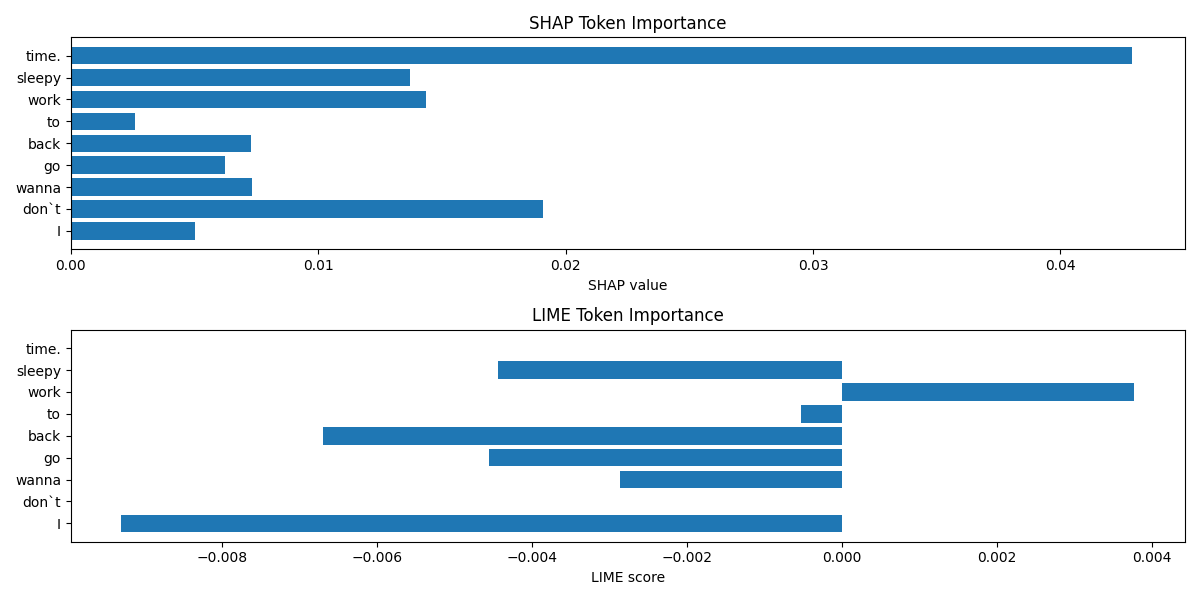 SHAP Token Importance
time.
sleepy
work
to
back
go
wanna
don`t
I
0.00 0.01 0.02 0.03 0.04
SHAP value
LIME Token Importance
time.
sleepy
work
to
back
go
wanna
don`t
I
−0.008 −0.006 −0.004 −0.002 0.000 0.002 0.004
LIME score